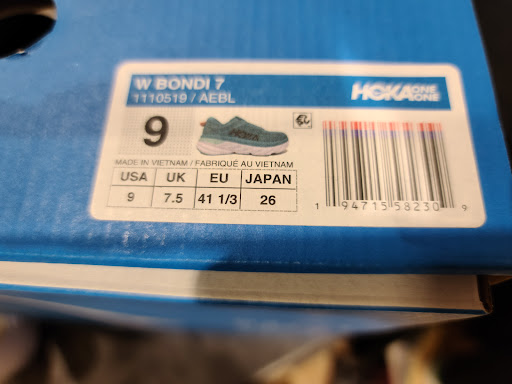 W BONDI 7
1110519 / AEBL
HOKA ONE
ONE
9
MADE IN VIETNAM / FABRIQUÉ AU VIETNAM
USA UK EU JAPAN
9 7.5 41 1/3 26
1 94715 58230 9